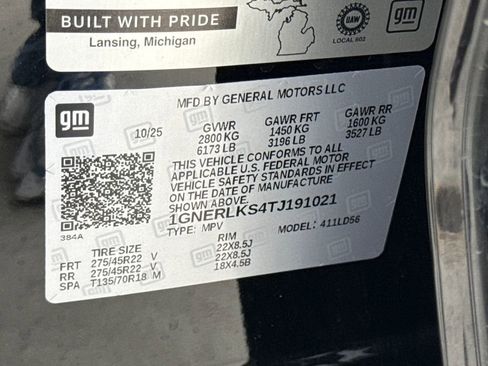 BUILT WITH PRIDE
Lansing, Michigan
UAW
LOCAL 602
gm
MFD BY GENERAL MOTORS LLC
gm
10/25
GVWR GAWR FRT GAWR RR
2800 KG 1450 KG 1600 KG
6173 LB 3196 LB 3527 LB
THIS VEHICLE CONFORMS TO ALL
APPLICABLE U.S. FEDERAL MOTOR
VEHICLE SAFETY STANDARDS IN EFFECT
ON THE DATE OF MANUFACTURE SHOWN ABOVE.
1GNERLKS4TJ191021
384A
TYPE: MPV MODEL: 411LD56
TIRE SIZE RIM
FRT 275/45R22 V 22X8.5J
RR 275/45R22 V 22X8.5J
SPA T135/70R18 M 18X4.5B